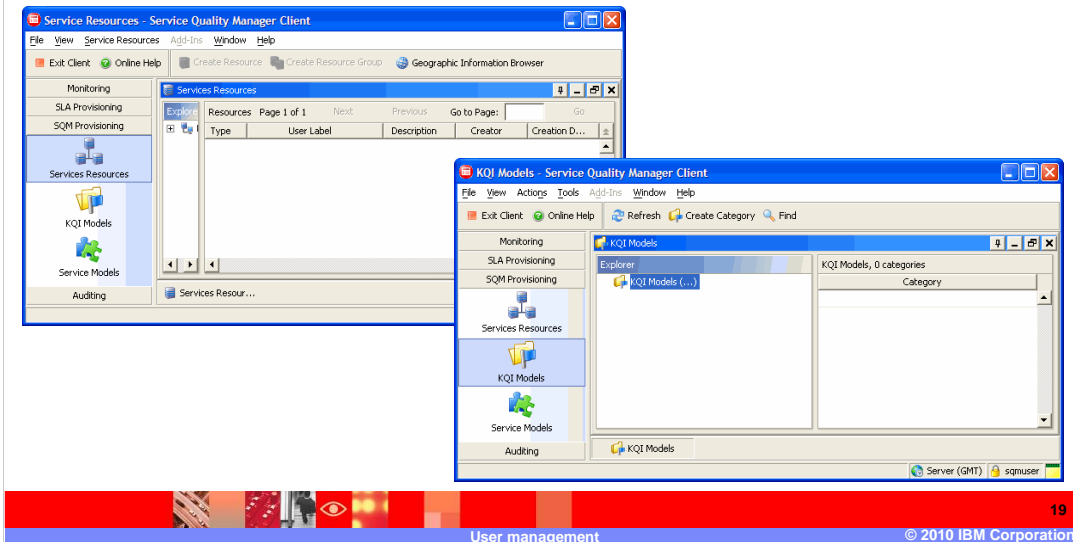 Service Resources - Service Quality Manager Client
File View Service Resources Add-Ins Window Help
Exit Client Online Help Create Resource Create Resource Group Geographic Information Browser
Monitoring
SLA Provisioning
SQM Provisioning
Services Resources
KQI Models
Service Models
Auditing
Services Resources
Explore
Resources Page 1 of 1 Next Previous Go to Page: Go
Type User Label Description Creator Creation D...
Services Resour...
KQI Models - Service Quality Manager Client
File View Actions Tools Add-Ins Window Help
Exit Client Online Help Refresh Create Category Find
Monitoring
SLA Provisioning
SQM Provisioning
Services Resources
KQI Models
Service Models
Auditing
KQI Models
Explorer
KQI Models (...)
KQI Models, 0 categories
Category
KQI Models
Server (GMT) sqmuser
19
User management
© 2010 IBM Corporation